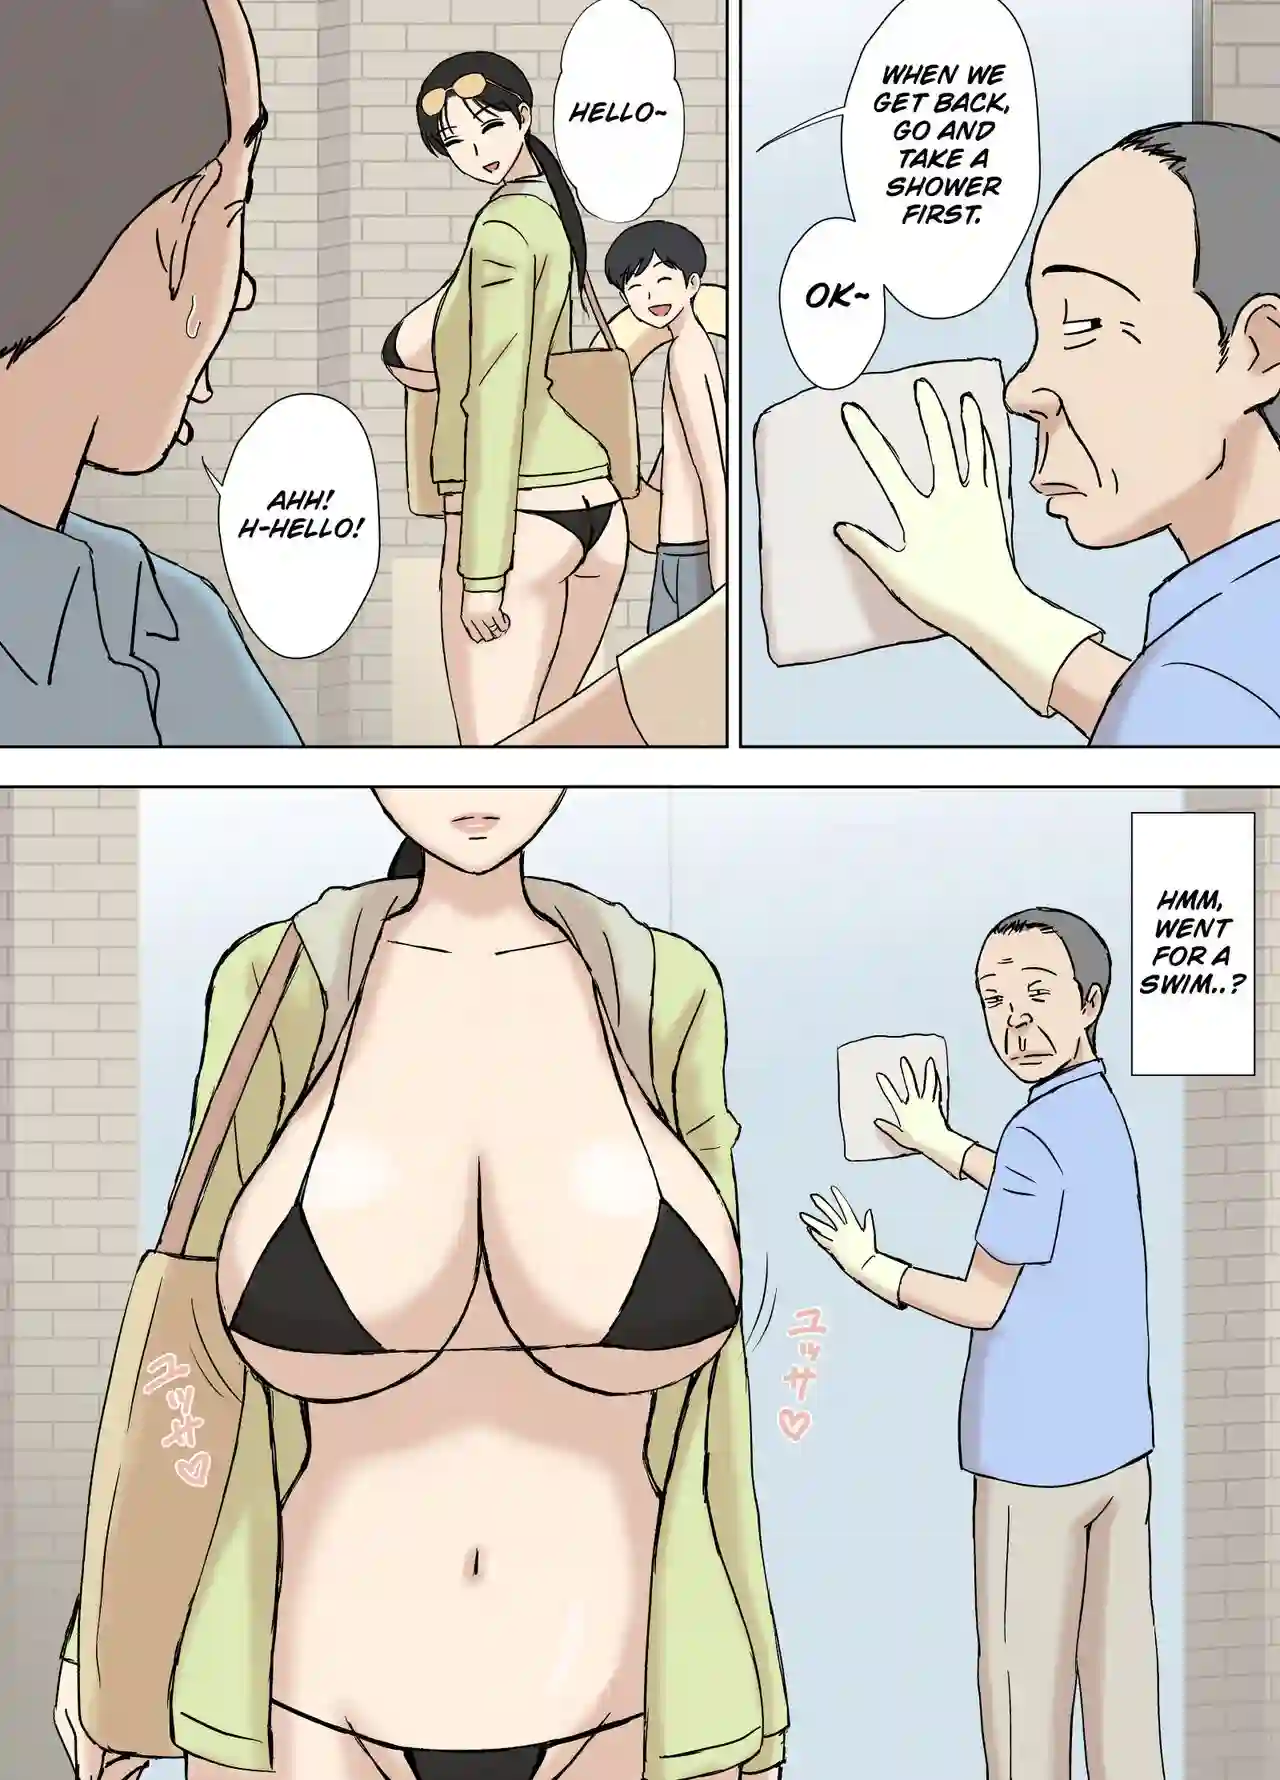 HELLO~
AHH!
H-HELLO!
WHEN WE
GET BACK,
GO AND
TAKE A
SHOWER
FIRST.
OK~
HMM,
WENT
FOR A
SWIM..?
ユッサ♡
ユッサ♡